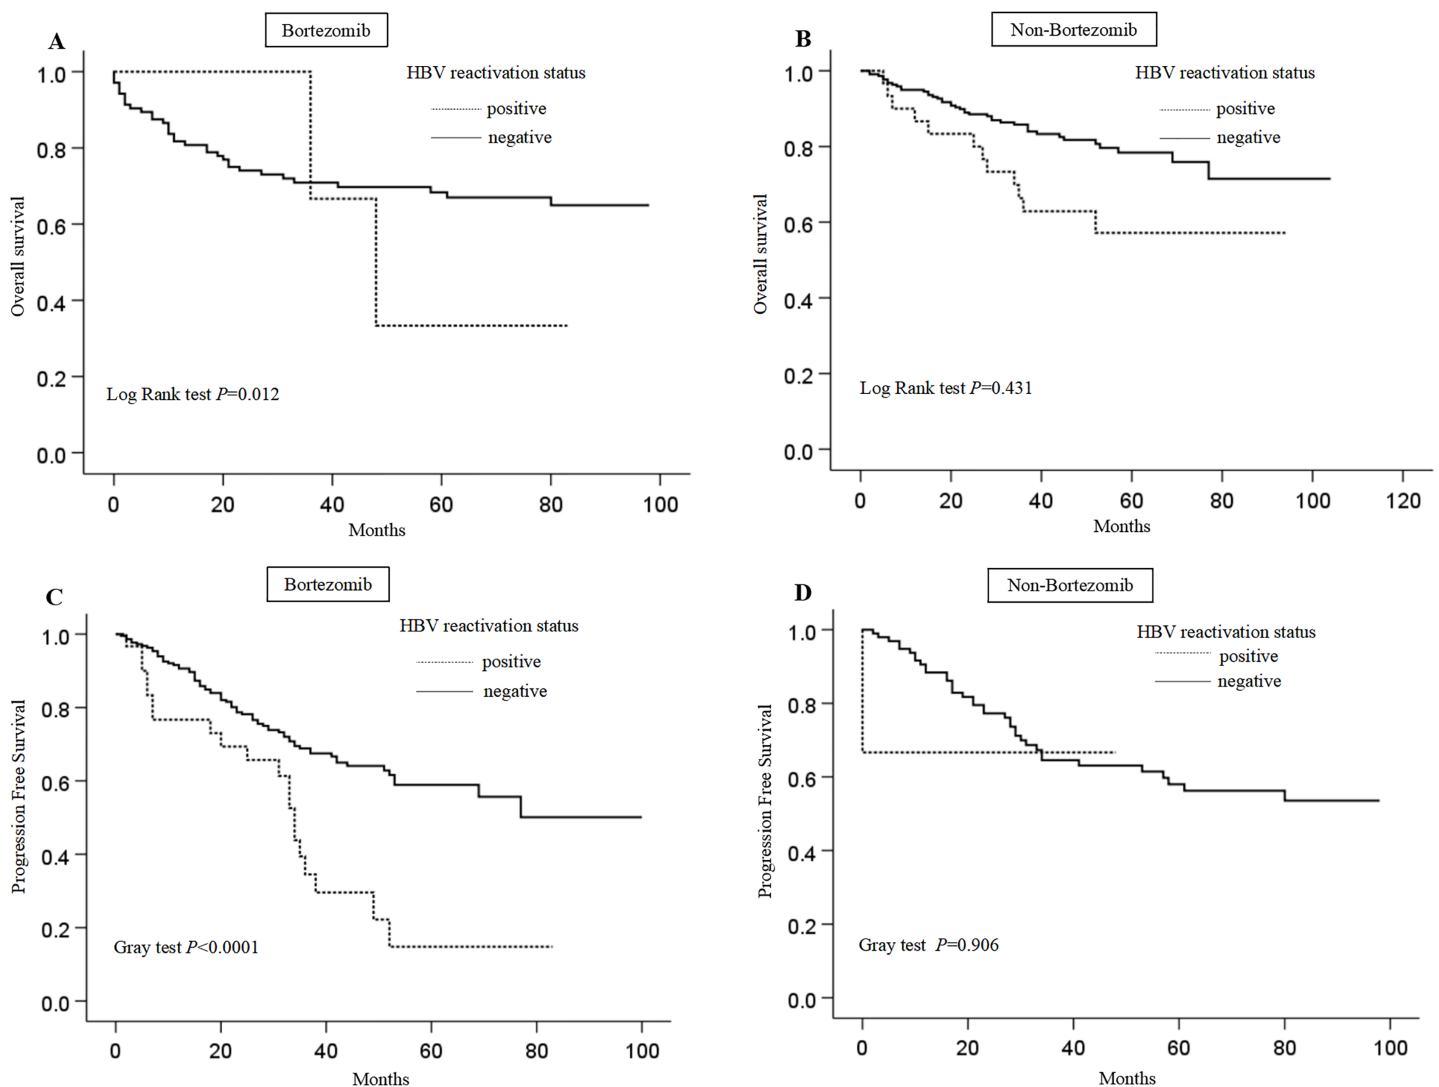 A
Bortezomib
HBV reactivation status
positive
negative
1.0
0.8
0.6
0.4
0.2
0.0
Overall survival
Log Rank test P=0.012
0 20 40 60 80 100
Months
B
Non-Bortezomib
HBV reactivation status
positive
negative
1.0
0.8
0.6
0.4
0.2
0.0
Overall survival
Log Rank test P=0.431
0 20 40 60 80 100 120
Months
C
Bortezomib
HBV reactivation status
positive
negative
1.0
0.8
0.6
0.4
0.2
0.0
Progression Free Survival
Gray test P<0.0001
0 20 40 60 80 100
Months
D
Non-Bortezomib
HBV reactivation status
positive
negative
1.0
0.8
0.6
0.4
0.2
0.0
Progression Free Survival
Gray test P=0.906
0 20 40 60 80 100
Months